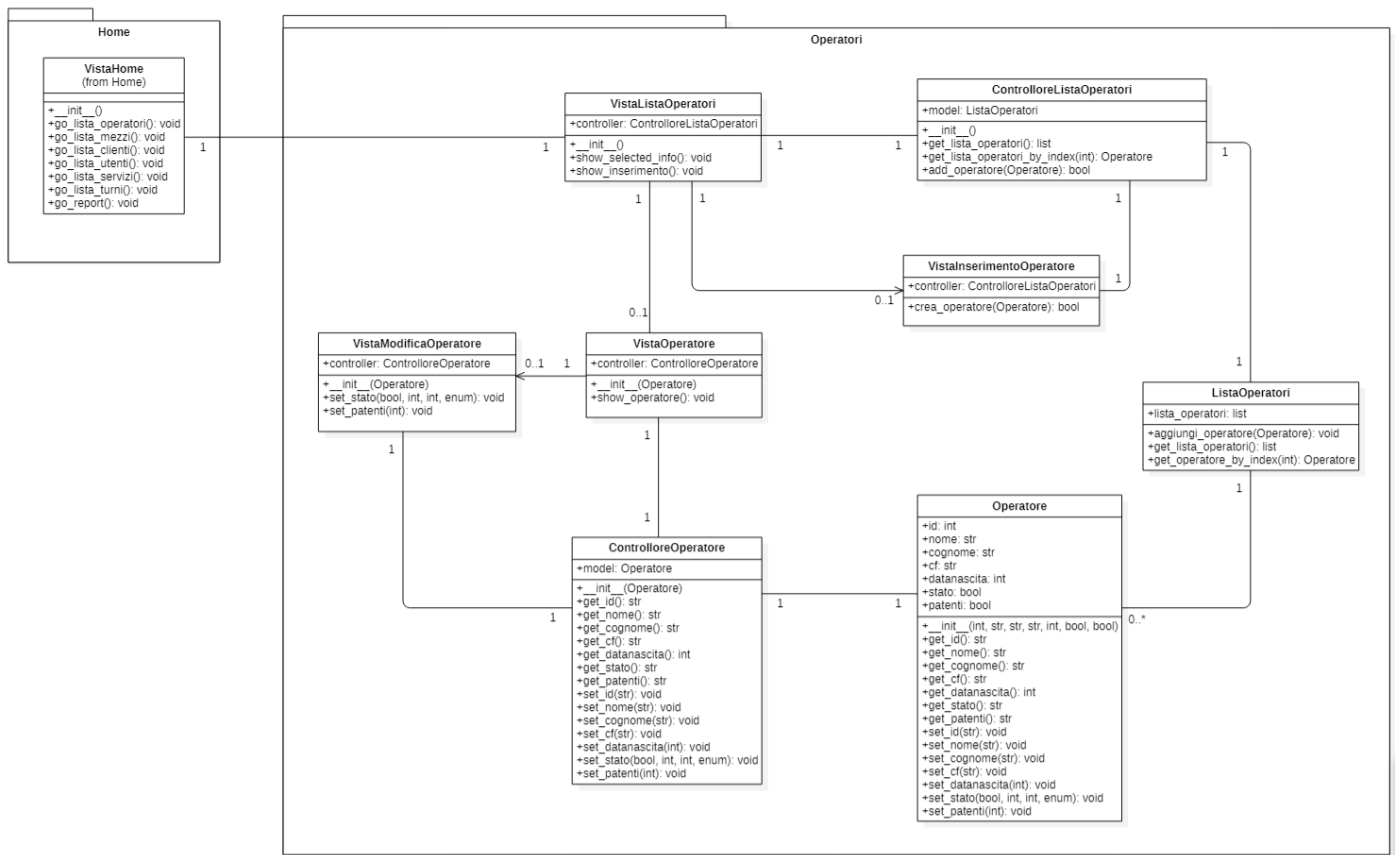 Home
VistaHome
(from Home)
+__init__()
+go_lista_operatori(): void
+go_lista_mezzi(): void
+go_lista_clienti(): void
+go_lista_utenti(): void
+go_lista_servizi(): void
+go_lista_turni(): void
+go_report(): void
1
Operatori
VistaListaOperatori
+controller: ControlloreListaOperatori
+__init__()
+show_selected_info(): void
+show_inserimento(): void
1
1
1
1
0..1
0..1
ControlloreListaOperatori
+model: ListaOperatori
+__init__()
+get_lista_operatori(): list
+get_lista_operatori_by_index(int): Operatore
+add_operatore(Operatore): bool
1
1
1
VistaInserimentoOperatore
+controller: ControlloreListaOperatori
+crea_operatore(Operatore): bool
1
VistaModificaOperatore
+controller: ControlloreOperatore
+__init__(Operatore)
+set_stato(bool, int, int, enum): void
+set_patenti(int): void
0..1
1
1
VistaOperatore
+controller: ControlloreOperatore
+__init__(Operatore)
+show_operatore(): void
1
1
1
ListaOperatori
+lista_operatori: list
+aggiungi_operatore(Operatore): void
+get_lista_operatori(): list
+get_operatore_by_index(int): Operatore
1
1
ControlloreOperatore
+model: Operatore
+__init__(Operatore)
+get_id(): str
+get_nome(): str
+get_cognome(): str
+get_cf(): str
+get_datanascita(): int
+get_stato(): str
+get_patenti(): str
+set_id(str): void
+set_nome(str): void
+set_cognome(str): void
+set_cf(str): void
+set_datanascita(int): void
+set_stato(bool, int, int, enum): void
+set_patenti(int): void
1
1
Operatore
+id: int
+nome: str
+cognome: str
+cf: str
+datanascita: int
+stato: bool
+patenti: bool
+__init__(int, str, str, str, int, bool, bool)
+get_id(): str
+get_nome(): str
+get_cognome(): str
+get_cf(): str
+get_datanascita(): int
+get_stato(): str
+get_patenti(): str
+set_id(str): void
+set_nome(str): void
+set_cognome(str): void
+set_cf(str): void
+set_datanascita(int): void
+set_stato(bool, int, int, enum): void
+set_patenti(int): void
0..*